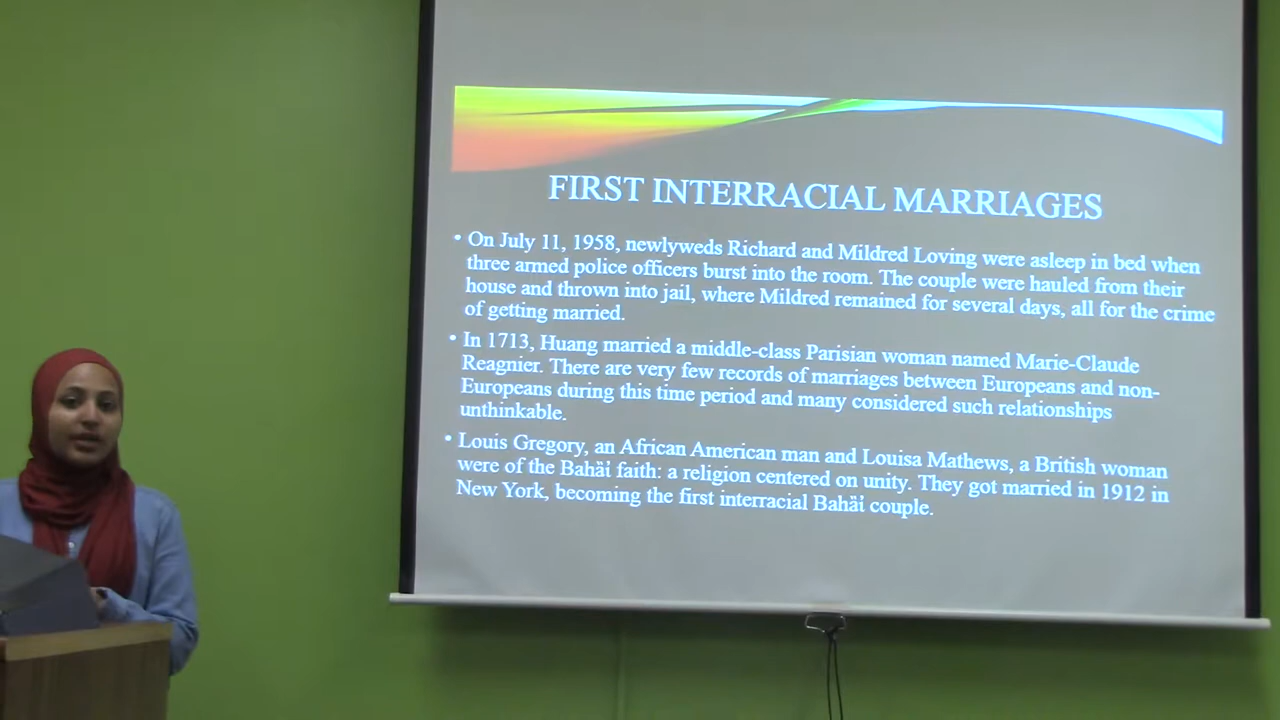 FIRST INTERRACIAL MARRIAGES
• On July 11, 1958, newlyweds Richard and Mildred Loving were asleep in bed when
three armed police officers burst into the room. The couple were hauled from their
house and thrown into jail, where Mildred remained for several days, all for the crime
of getting married.
• In 1713, Huang married a middle-class Parisian woman named Marie-Claude
Reagnier. There are very few records of marriages between Europeans and non-
Europeans during this time period and many considered such relationships
unthinkable.
• Louis Gregory, an African American man and Louisa Mathews, a British woman
were of the Bahäí faith: a religion centered on unity. They got married in 1912 in
New York, becoming the first interracial Bahäí couple.